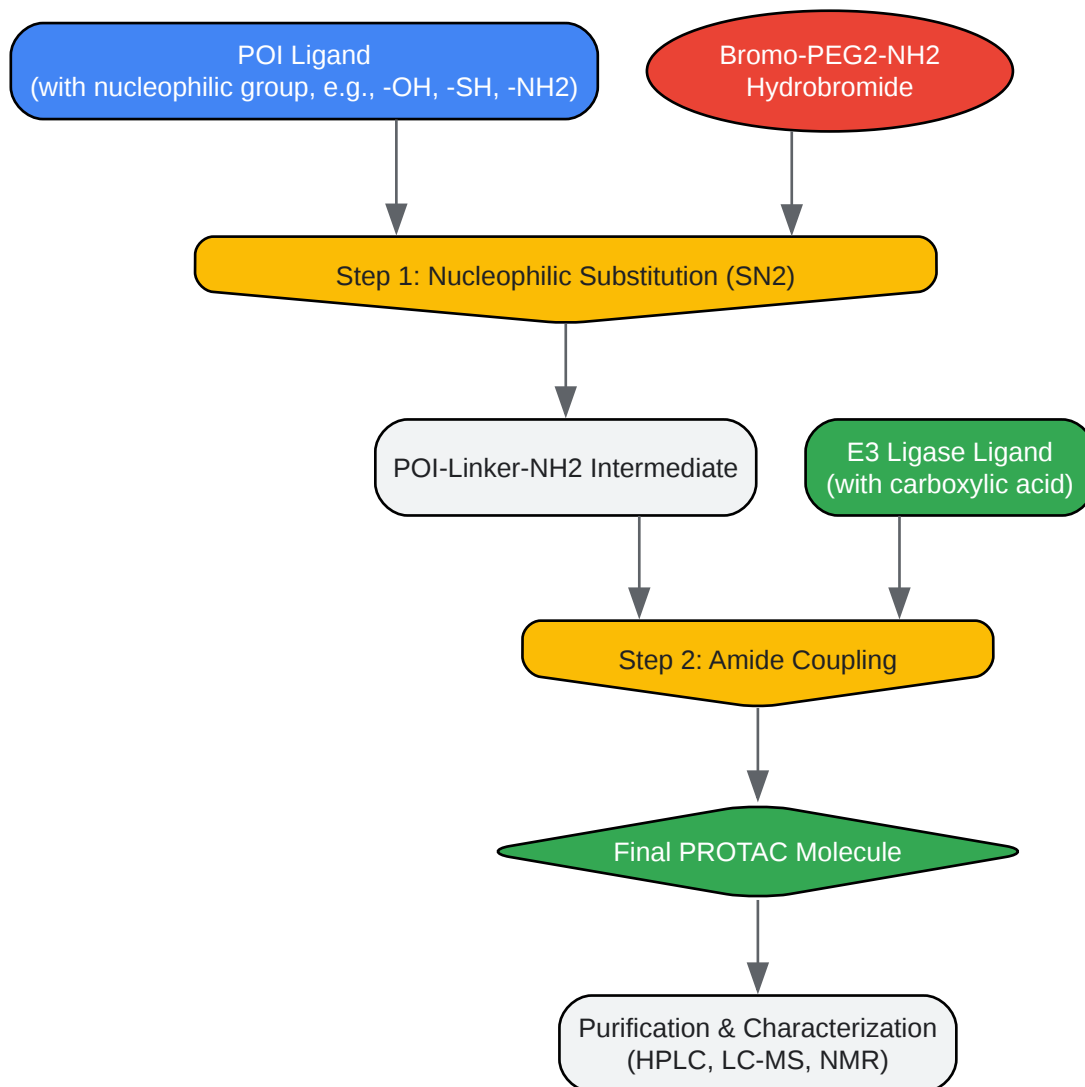 POI Ligand
(with nucleophilic group, e.g., -OH, -SH, -NH2)
Bromo-PEG2-NH2
Hydrobromide
Step 1: Nucleophilic Substitution (SN2)
POI-Linker-NH2 Intermediate
E3 Ligase Ligand
(with carboxylic acid)
Step 2: Amide Coupling
Final PROTAC Molecule
Purification & Characterization
(HPLC, LC-MS, NMR)